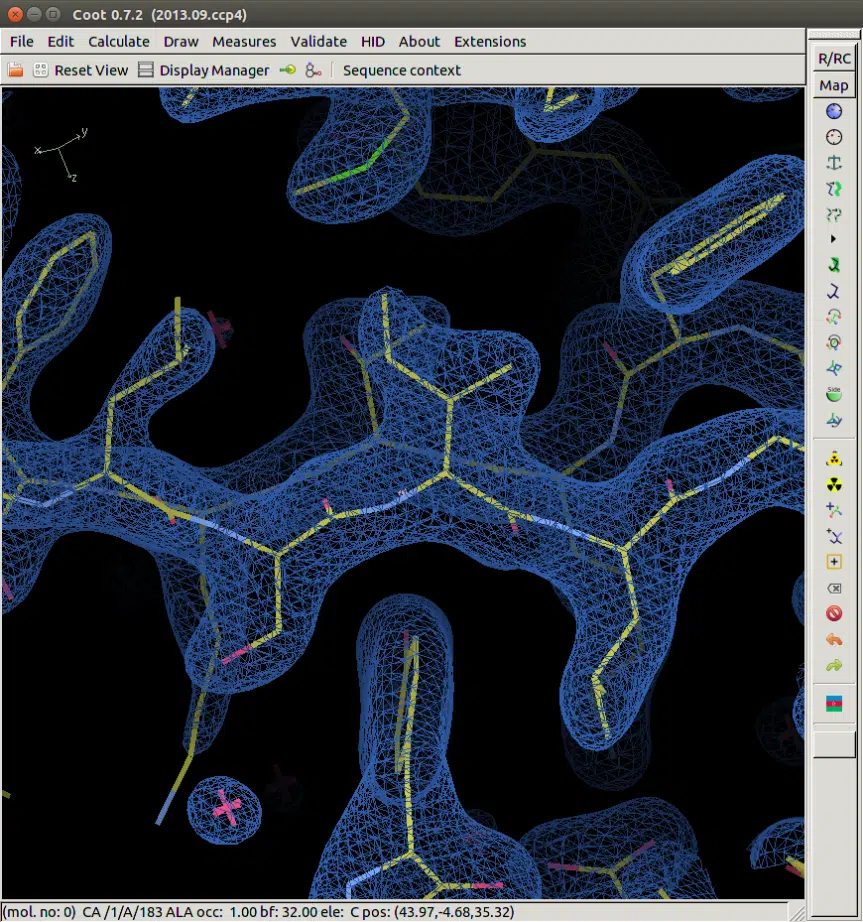 Coot 0.7.2 (2013.09.ccp4)
File Edit Calculate Draw Measures Validate HID About Extensions
R/RC
Reset View Display Manager Sequence context
Map
y
x
z
Side
(mol. no: 0) CA /1/A/183 ALA occ: 1.00 bf: 32.00 ele: C pos: (43.97,-4.68,35.32)